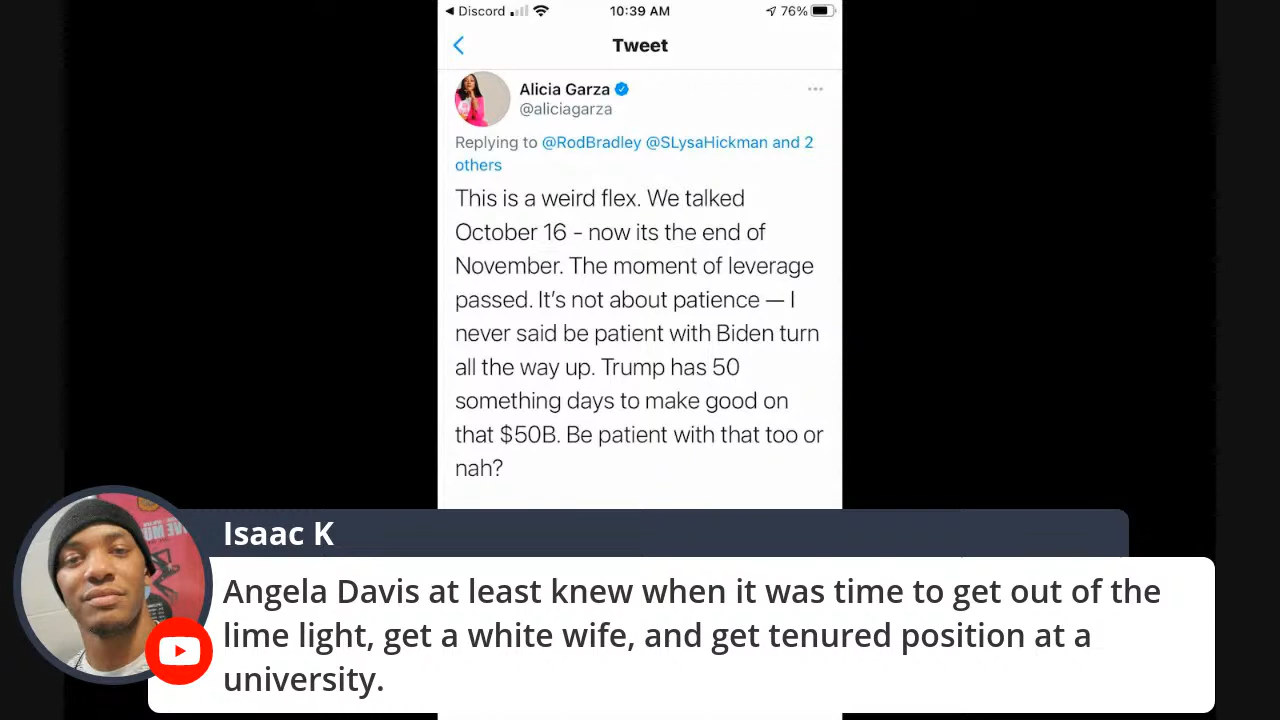 ◀ Discord 10:39 AM 76%
Tweet
Alicia Garza
@aliciagarza
Replying to @RodBradley @SLysaHickman and 2
others
This is a weird flex. We talked
October 16 - now its the end of
November. The moment of leverage
passed. It's not about patience — I
never said be patient with Biden turn
all the way up. Trump has 50
something days to make good on
that $50B. Be patient with that too or
nah?
Isaac K
Angela Davis at least knew when it was time to get out of the
lime light, get a white wife, and get tenured position at a
university.